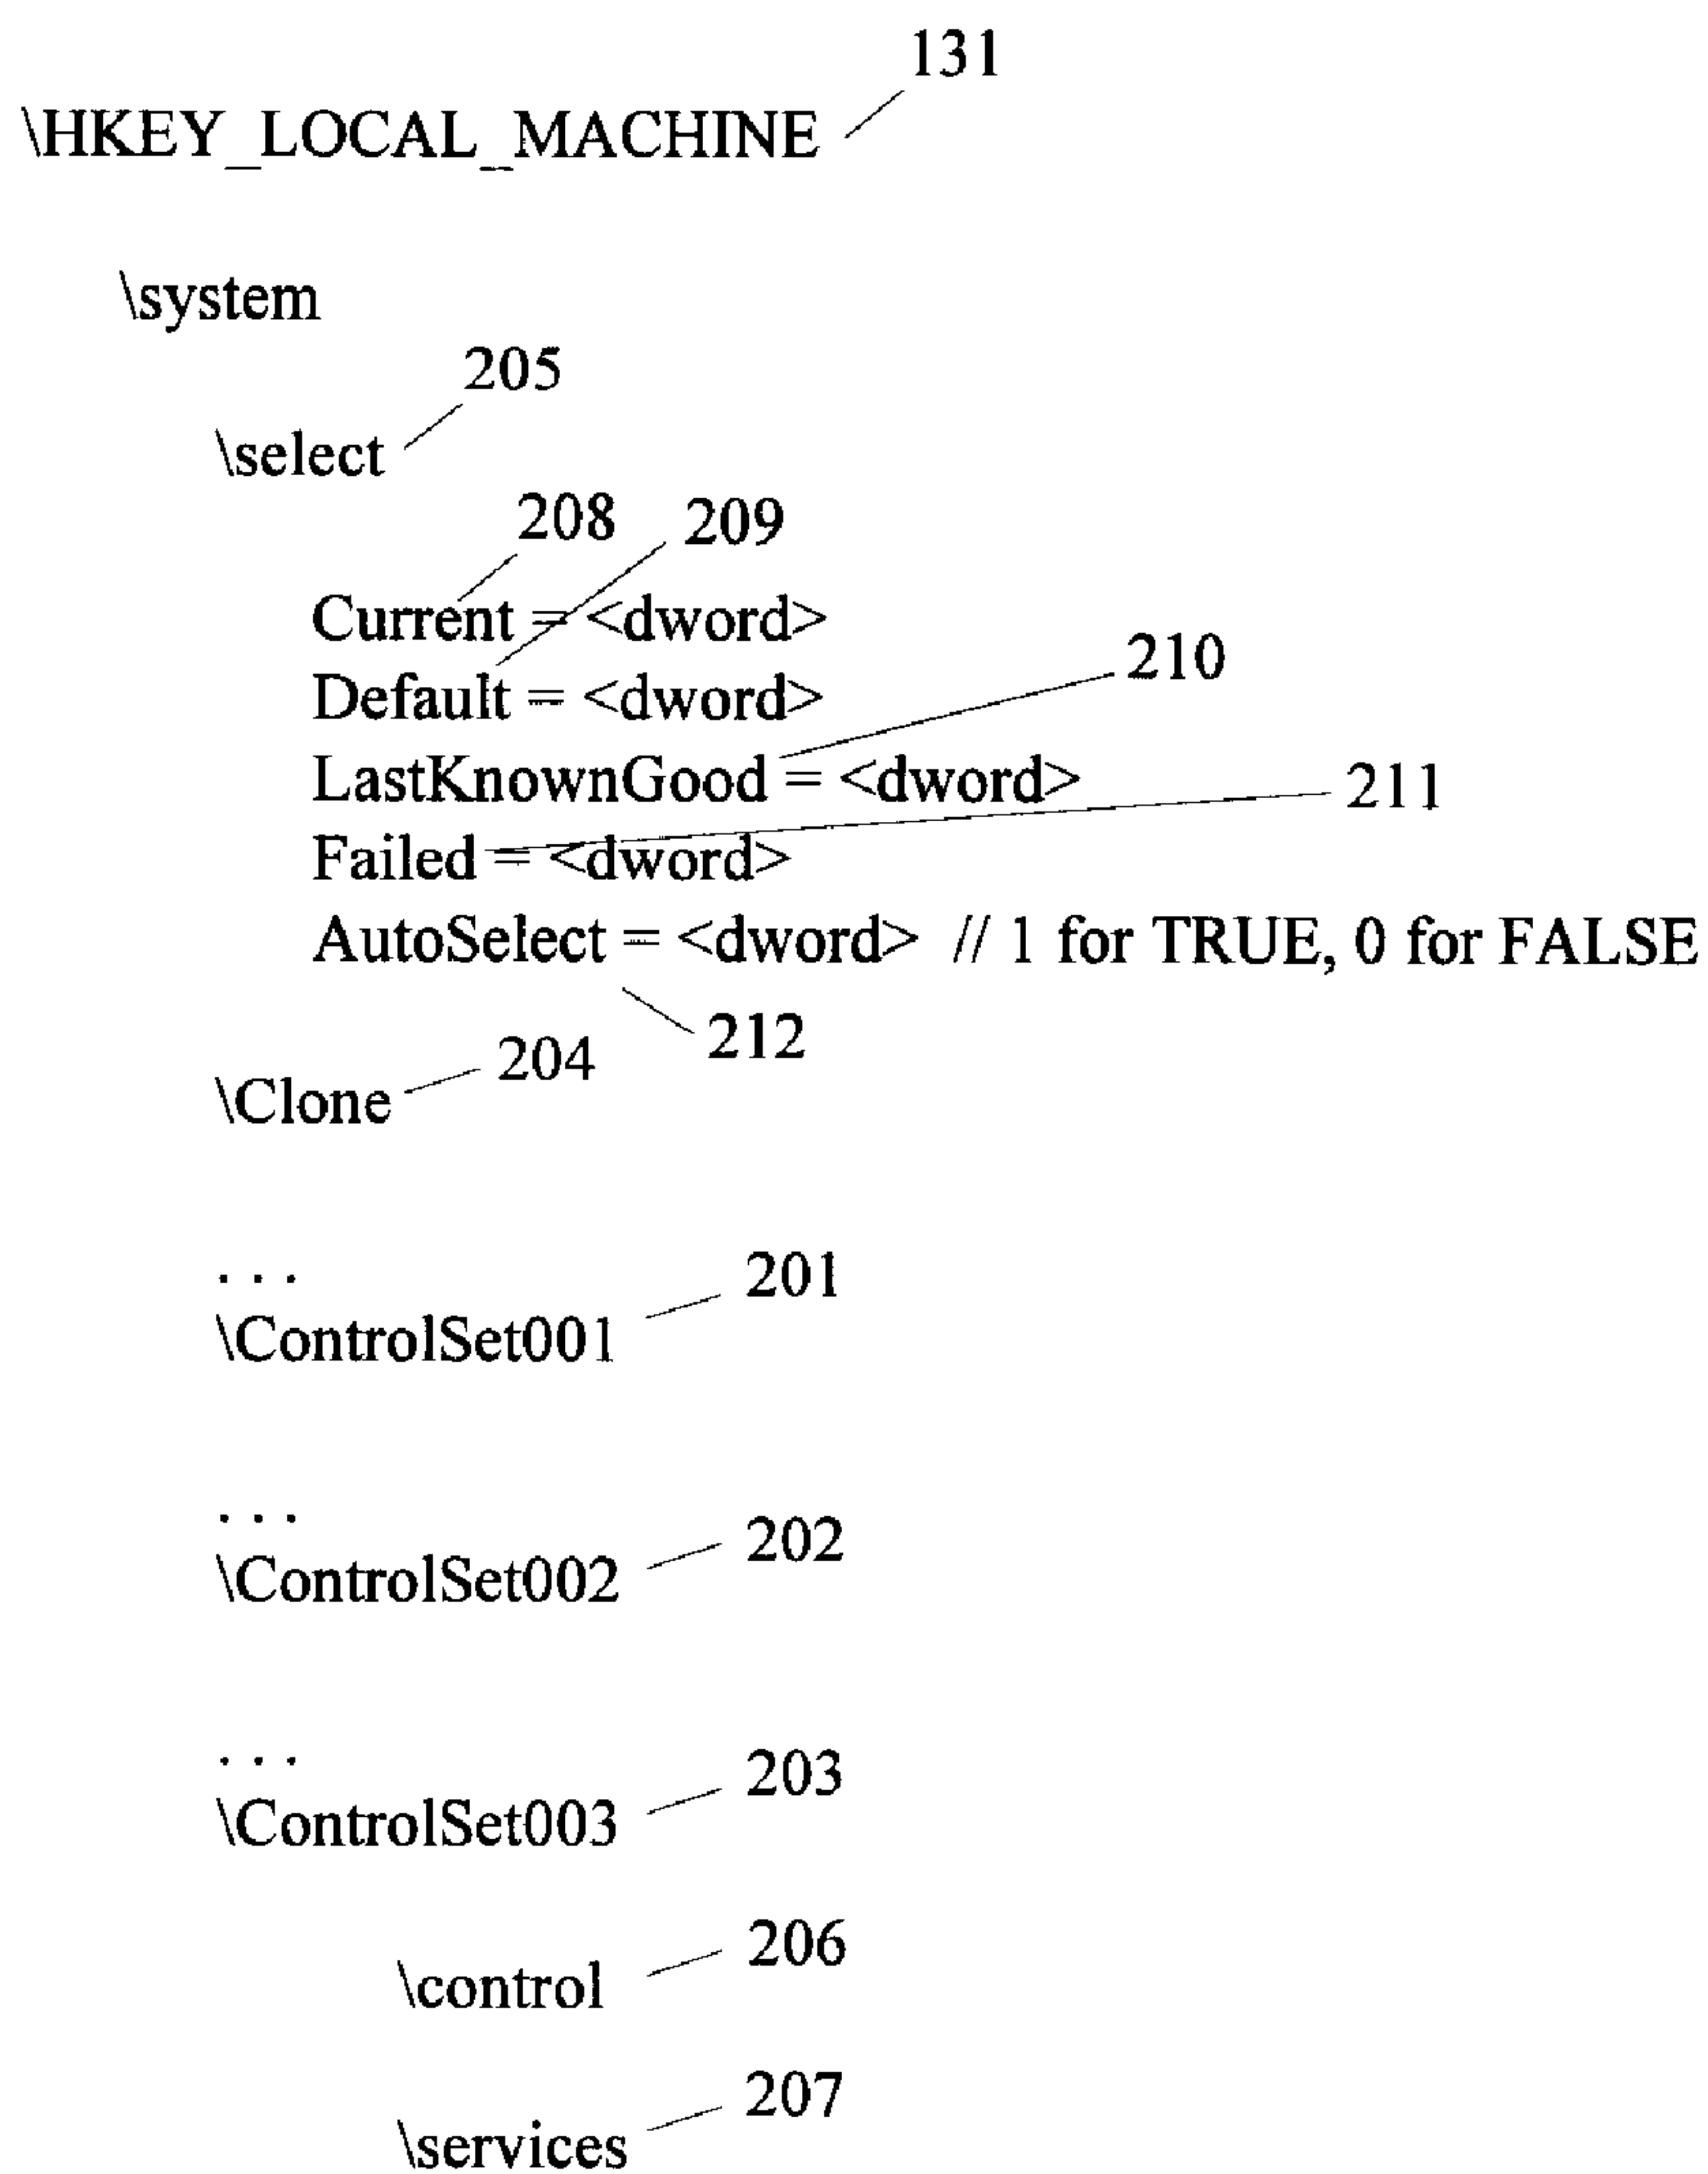 131
\HKEY_LOCAL_MACHINE
\system
205
\select
208 209
Current = <dword>
210
Default = <dword>
LastKnownGood = <dword>
211
Failed = <dword>
AutoSelect = <dword> // 1 for TRUE, 0 for FALSE
212
204
\Clone
. . .
201
\ControlSet001
. . .
202
\ControlSet002
. . .
203
\ControlSet003
206
\control
207
\services